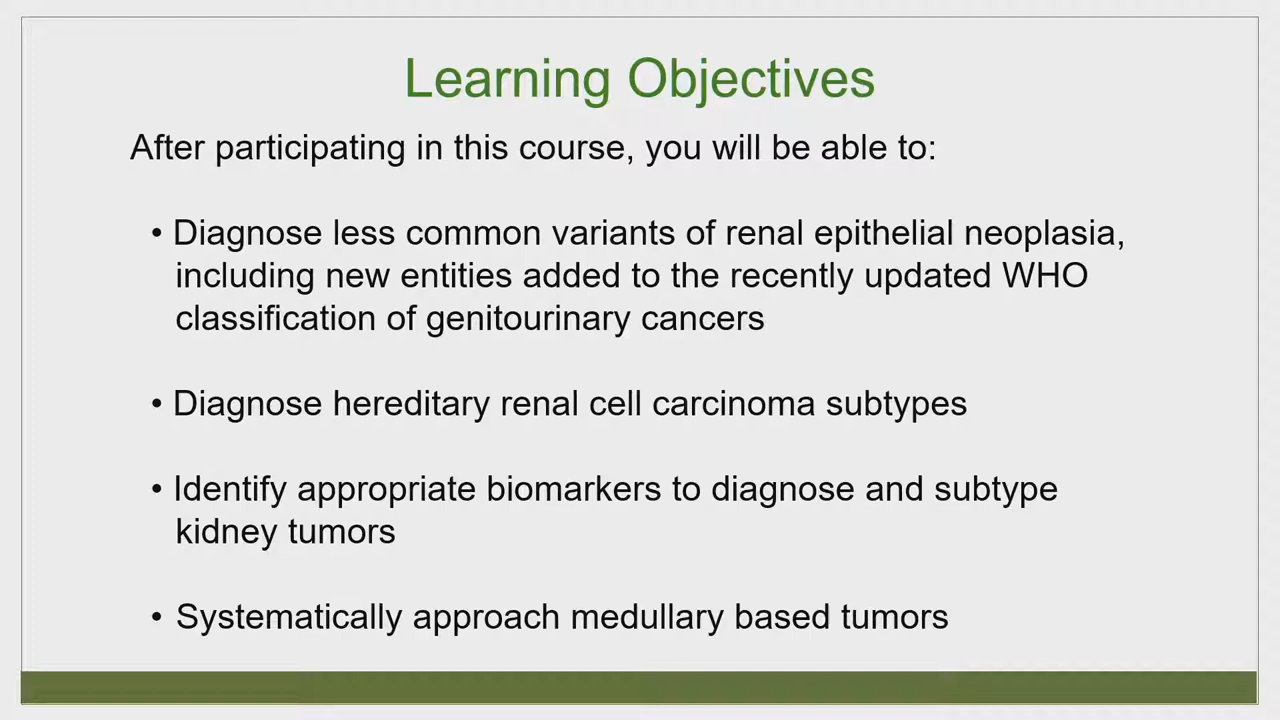 Learning Objectives
After participating in this course, you will be able to:
• Diagnose less common variants of renal epithelial neoplasia,
including new entities added to the recently updated WHO
classification of genitourinary cancers
• Diagnose hereditary renal cell carcinoma subtypes
• Identify appropriate biomarkers to diagnose and subtype
kidney tumors
• Systematically approach medullary based tumors